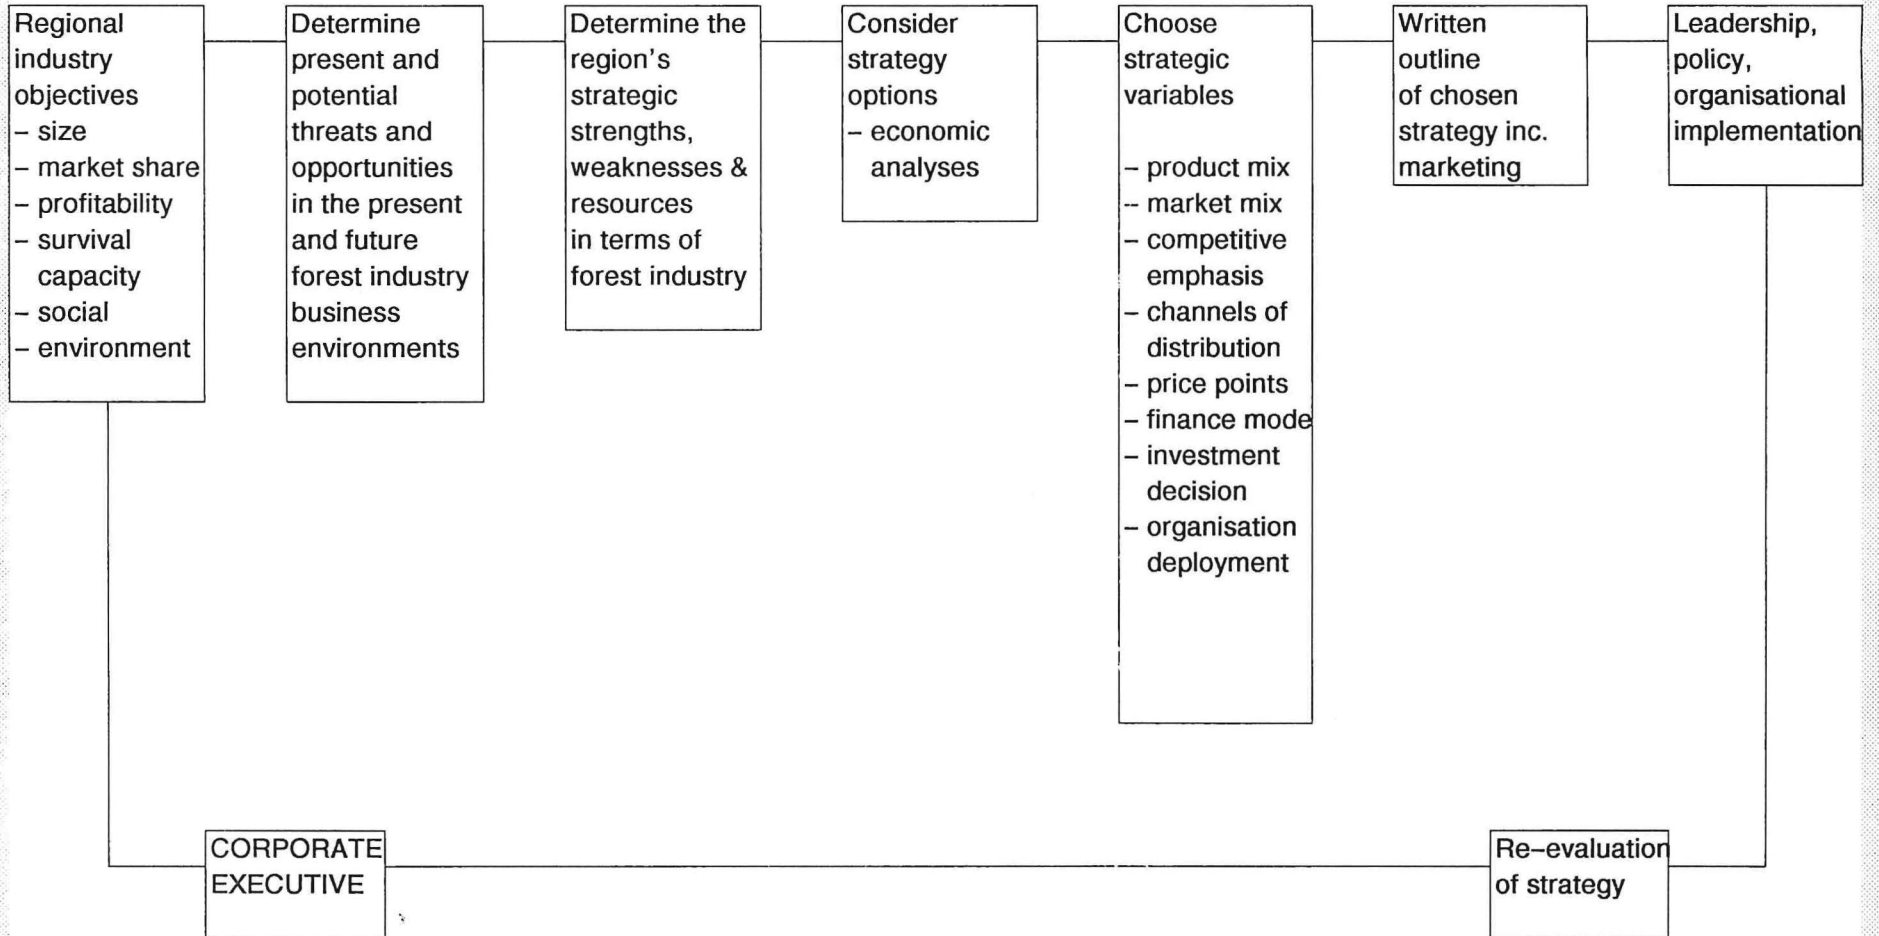 Regional
industry
objectives
– size
– market share
– profitability
– survival
capacity
– social
– environment
Determine
present and
potential
threats and
opportunities
in the present
and future
forest industry
business
environments
Determine the
region's
strategic
strengths,
weaknesses &
resources
in terms of
forest industry
Consider
strategy
options
– economic
analyses
Choose
strategic
variables
– product mix
-- market mix
– competitive
emphasis
– channels of
distribution
– price points
– finance mode
– investment
decision
– organisation
deployment
Written
outline
of chosen
strategy inc.
marketing
Leadership,
policy,
organisational
implementation
CORPORATE
EXECUTIVE
Re–evaluation
of strategy